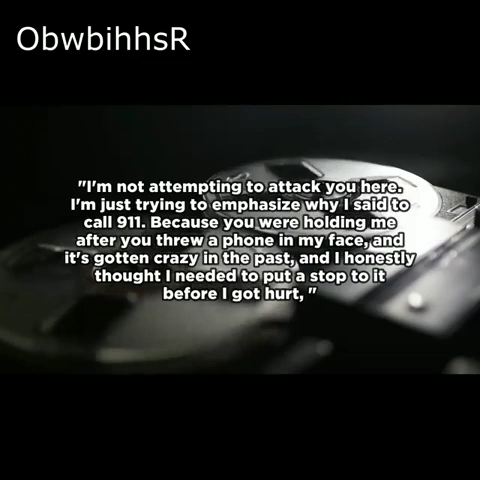 ObwbihhsR
"I'm not attempting to attack you here.
I'm just trying to emphasize why I said to
call 911. Because you were holding me
after you threw a phone in my face, and
it's gotten crazy in the past, and I honestly
thought I needed to put a stop to it
before I got hurt, "